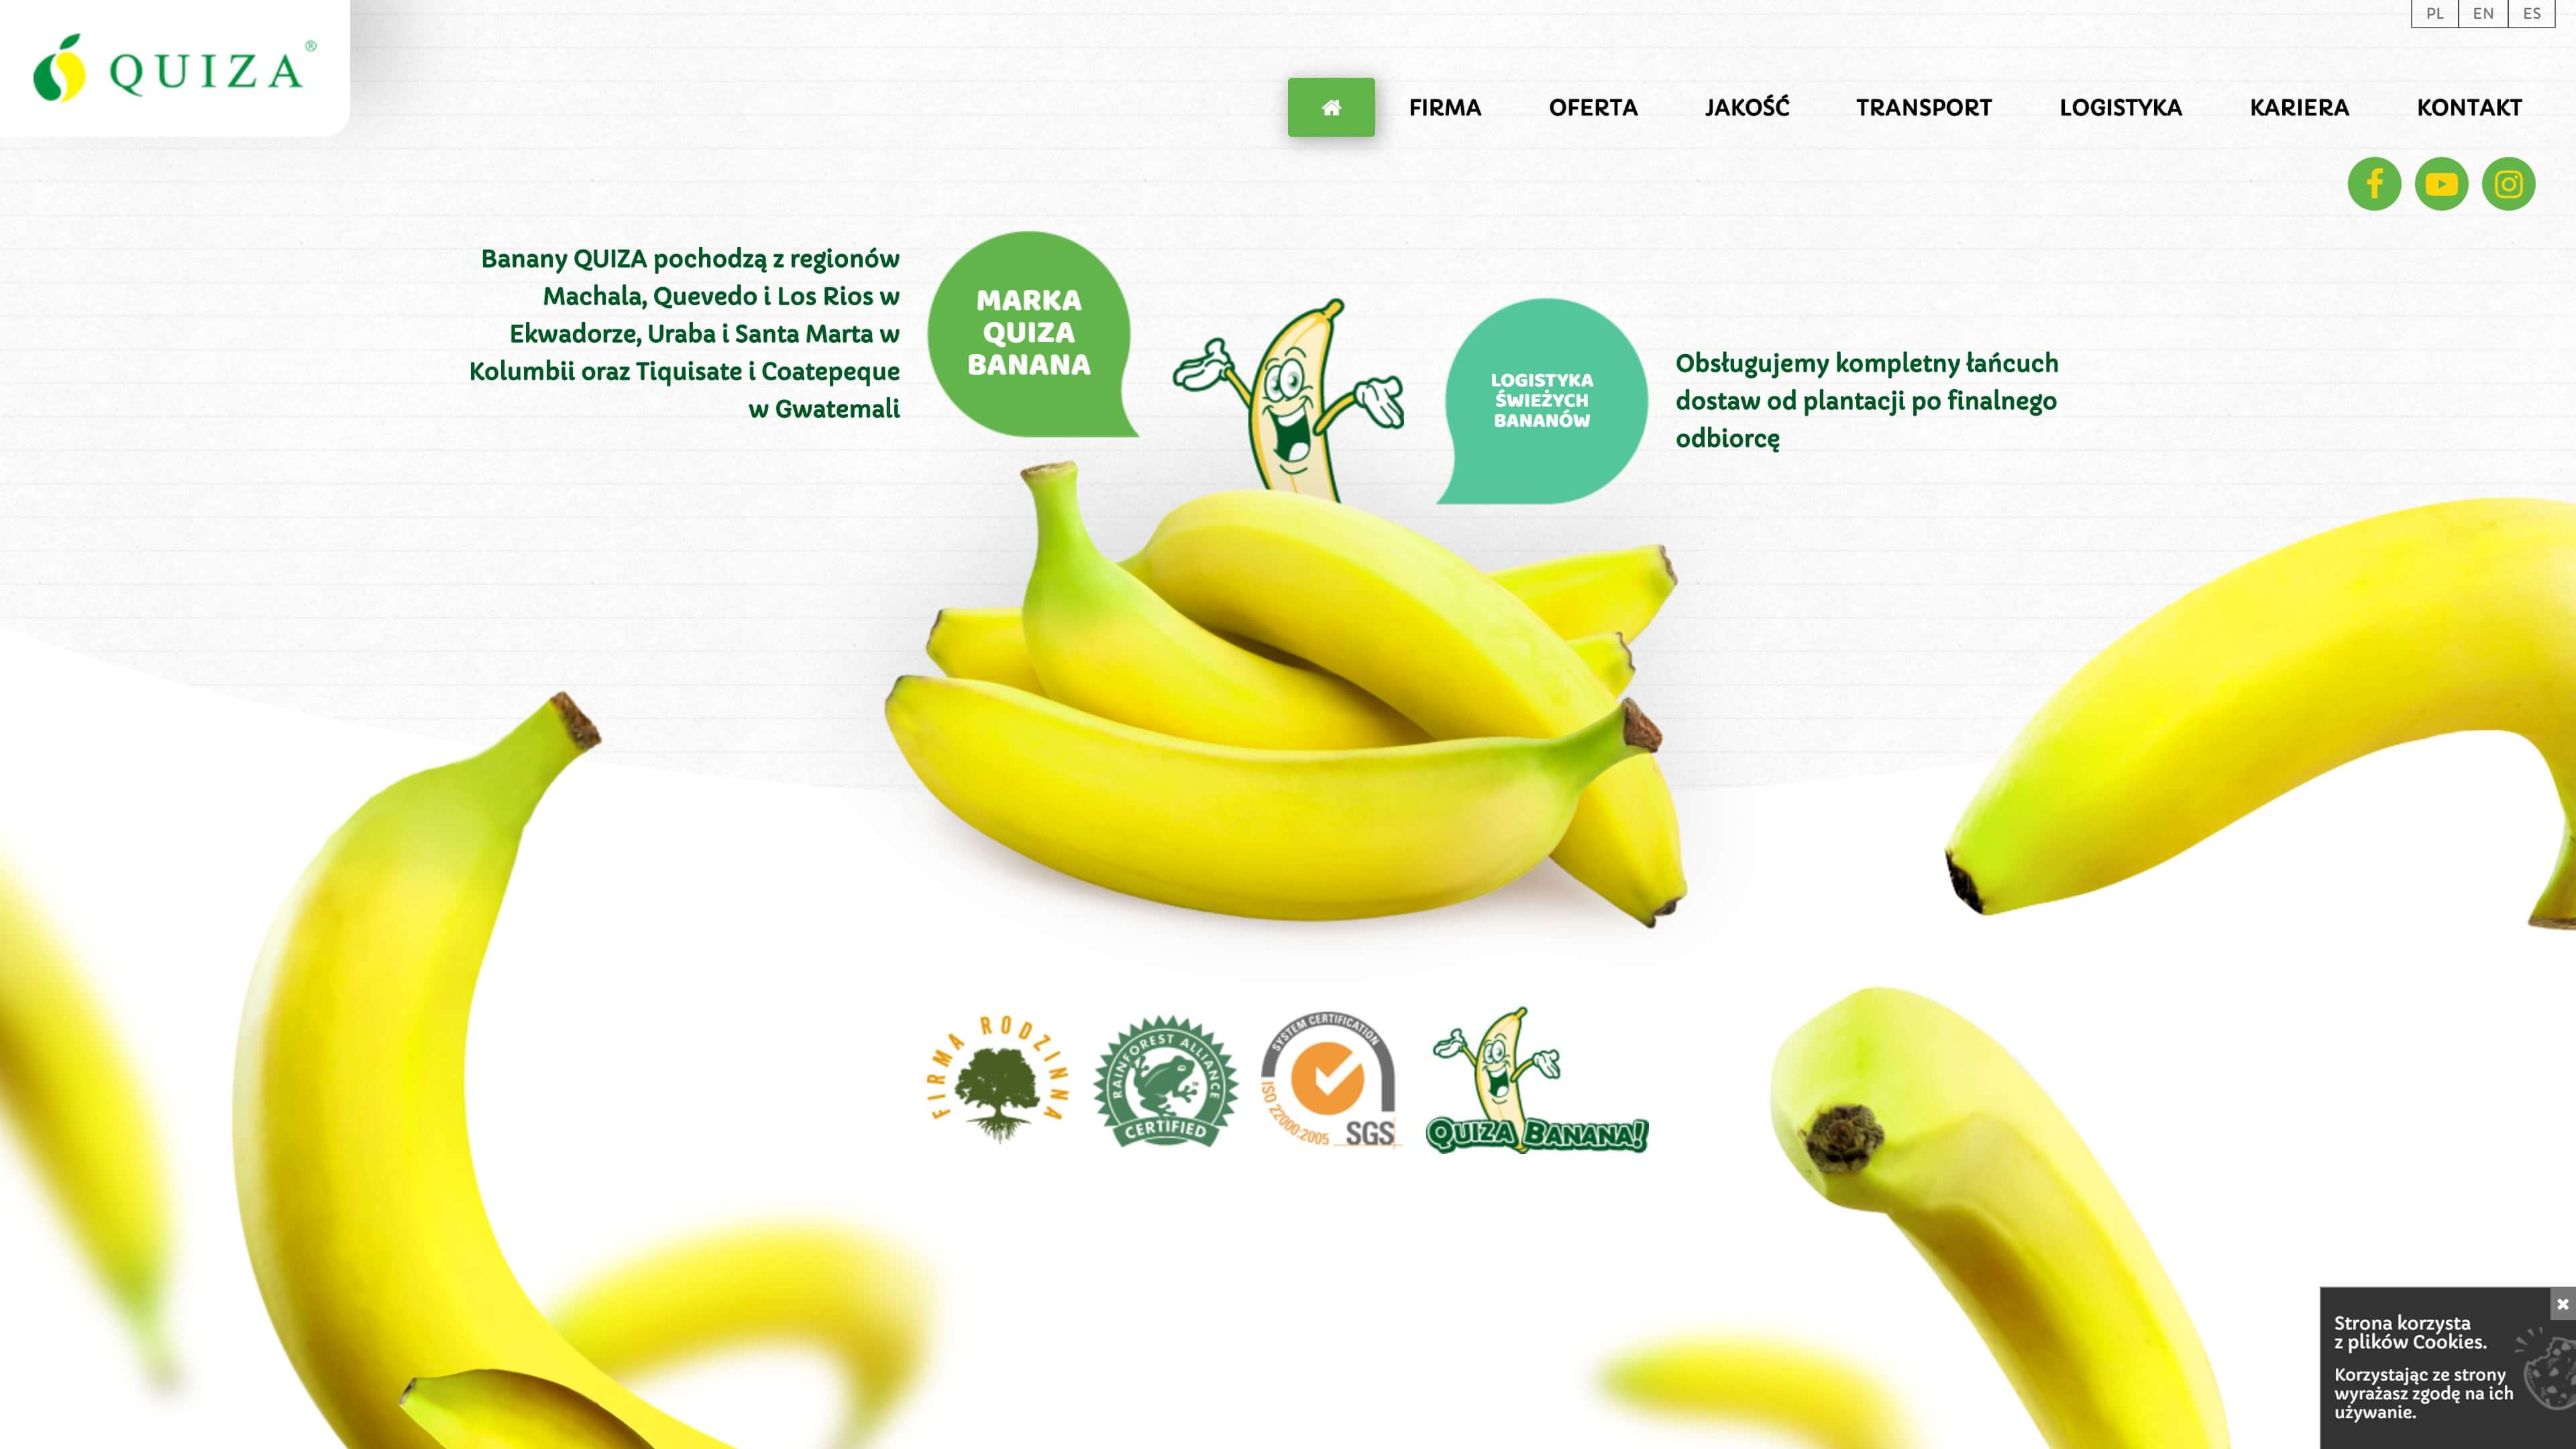 QUIZA®
PL EN ES
FIRMA OFERTA JAKOŚĆ TRANSPORT LOGISTYKA KARIERA KONTAKT
Banany QUIZA pochodzą z regionów
Machala, Quevedo i Los Rios w
Ekwadorze, Uraba i Santa Marta w
Kolumbii oraz Tiquisate i Coatepeque
w Gwatemali
MARKA
QUIZA
BANANA
LOGISTYKA
ŚWIEŻYCH
BANANÓW
Obsługujemy kompletny łańcuch
dostaw od plantacji po finalnego
odbiorcę
FIRMA RODZINNA
RAINFOREST ALLIANCE
CERTIFIED
SYSTEM CERTIFICATION
ISO 22000:2005
SGS
QUIZA BANANA!
Strona korzysta
z plików Cookies.
Korzystając ze strony
wyrażasz zgodę na ich
używanie.